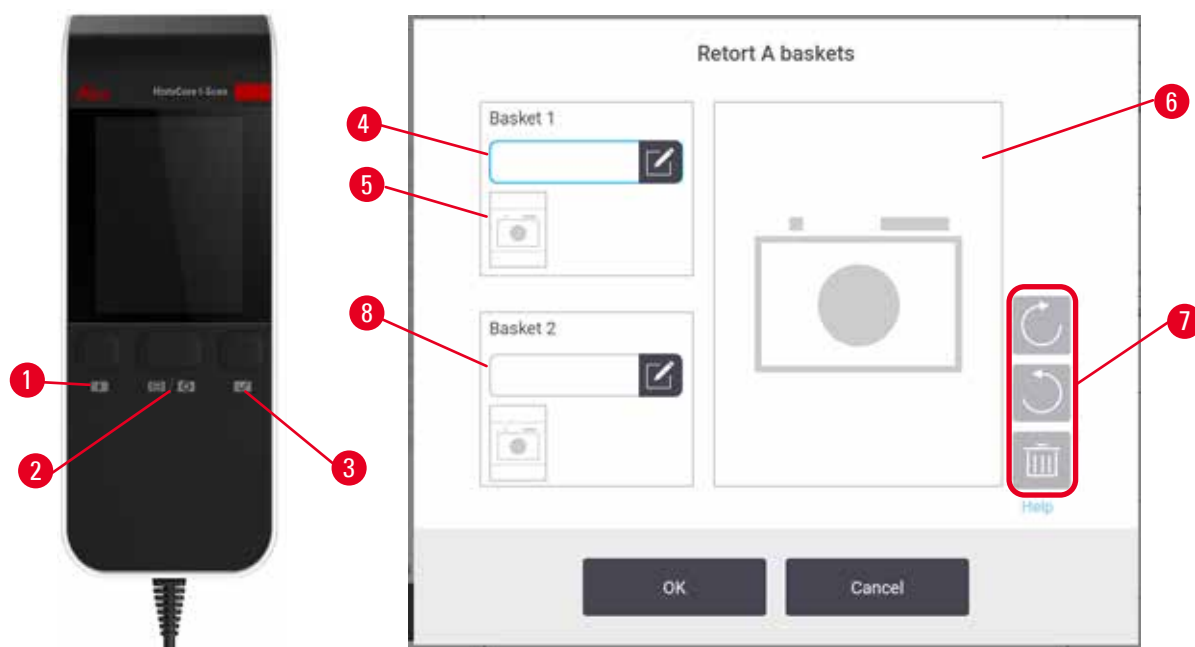 Leica
HistoCore I-Scan
1
2
3
Retort A baskets
4
Basket 1
5
6
7
8
Basket 2
Help
OK
Cancel